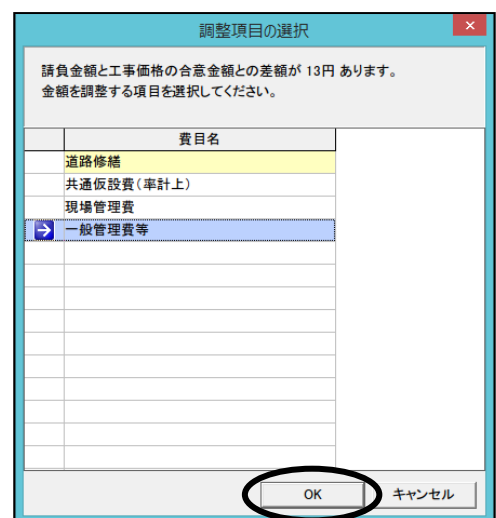 調整項目の選択
請負金額と工事価格の合意金額との差額が 13円 あります。
金額を調整する項目を選択してください。
費目名
道路修繕
共通仮設費(率計上)
現場管理費
一般管理費等
OK
キャンセル